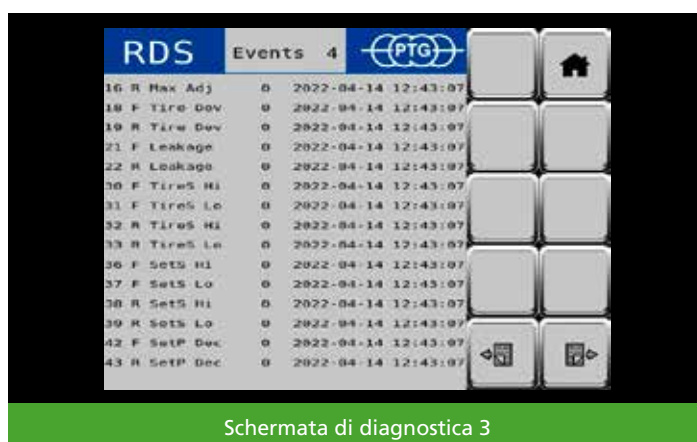 RDS Events 4 PTG
16 R Max Adj 0 2022-04-14 12:43:07
18 F Tire Dev 0 2022-04-14 12:43:07
19 R Tire Dev 0 2022-04-14 12:43:07
21 F Leakage 0 2022-04-14 12:43:07
22 R Leakage 0 2022-04-14 12:43:07
30 F TireS Hi 0 2022-04-14 12:43:07
31 F TireS Lo 0 2022-04-14 12:43:07
32 R TireS Hi 0 2022-04-14 12:43:07
33 R TireS Lo 0 2022-04-14 12:43:07
36 F SetS Hi 0 2022-04-14 12:43:07
37 F SetS Lo 0 2022-04-14 12:43:07
38 R SetS Hi 0 2022-04-14 12:43:07
39 R SetS Lo 0 2022-04-14 12:43:07
42 F SetP Dec 0 2022-04-14 12:43:07
43 R SetP Dec 0 2022-04-14 12:43:07
Schermata di diagnostica 3